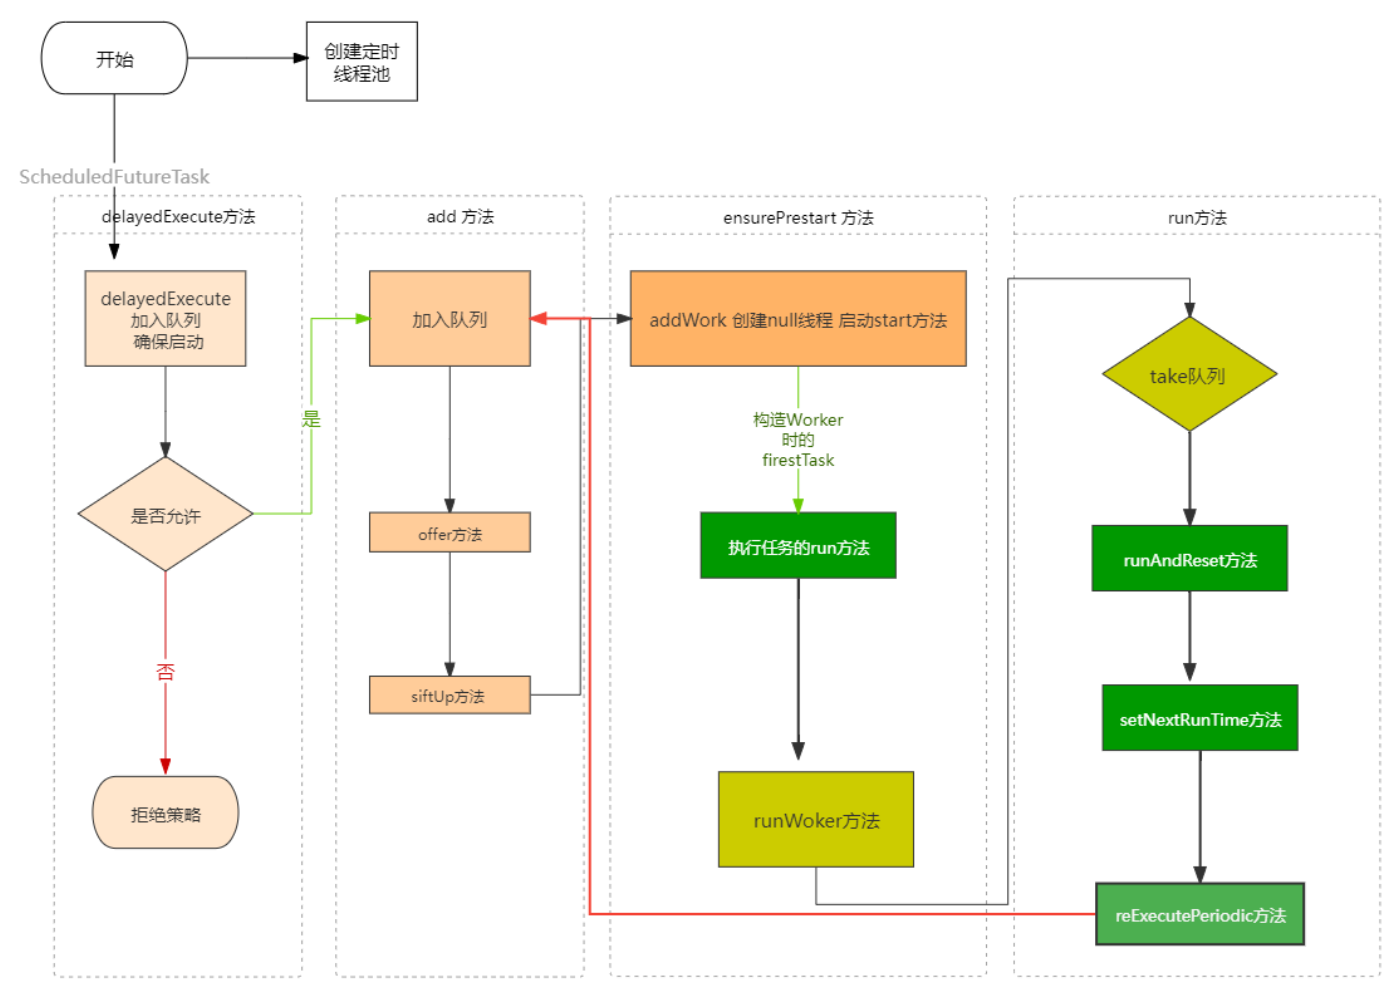 开始
创建定时
线程池
ScheduledFutureTask
delayedExecute方法
delayedExecute
加入队列
确保启动
是否允许
是
否
拒绝策略
add 方法
加入队列
offer方法
siftUp方法
ensurePrestart 方法
addWork 创建null线程 启动start方法
构造Worker
时的
firestTask
执行任务的run方法
runWoker方法
run方法
take队列
runAndReset方法
setNextRunTime方法
reExecutePeriodic方法